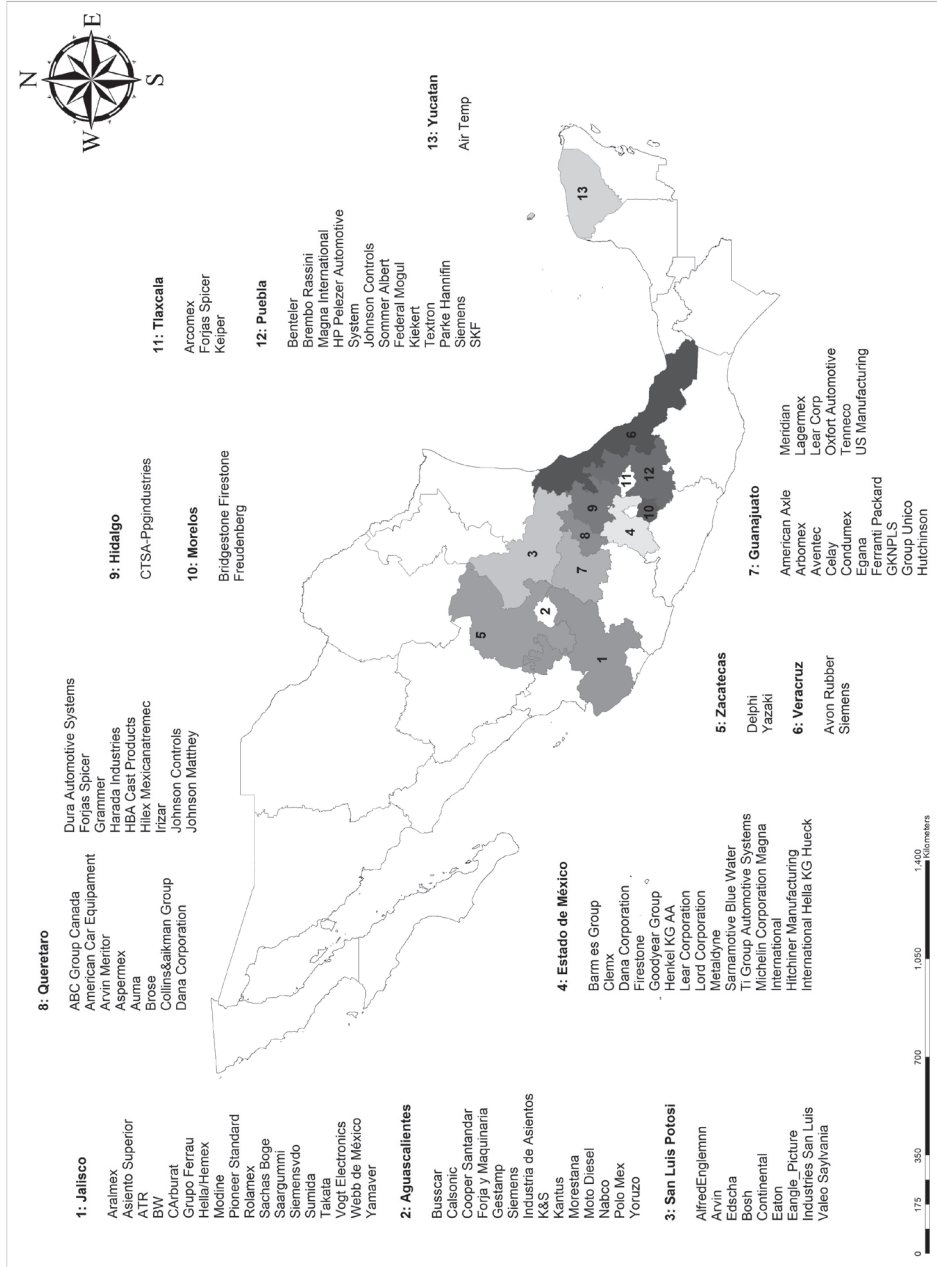 8: Queretaro
ABC Group Canada
American Car Equipament
Arvin Meritor
Aspermex
Auma
Brose
Collins&aikman Group
Dana Corporation
Dura Automotive Systems
Forjas Spicer
Grammer
Harada Industries
HBA Cast Products
Hilex Mexicanatremec
Irizar
Johnson Controls
Johnson Matthey
9: Hidalgo
CTSA-Ppgindustries
10: Morelos
Bridgestone Firestone
Freudenberg
11: Tlaxcala
Arcomex
Forjas Spicer
Keiper
12: Puebla
Benteler
Brembo Rassini
Magna International
HP Pelezer Automotive
System
Johnson Controls
Sommer Albert
Federal Mogul
Kiekert
Textron
Parke Hannifin
Siemens
SKF
13: Yucatan
Air Temp
N
E
S
W
1: Jalisco
Aralmex
Asiento Superior
ATR
BW
CArburat
Grupo Ferrau
Hella/Hemex
Modine
Pioneer Standard
Rolamex
Sachas Boge
Saargummi
Siemensvdo
Sumida
Takata
Vogt Electronics
Webb de México
Yamaver
2: Aguascalientes
Busscar
Calsonic
Cooper Santandar
Forja y Maquinaria
Gestamp
Siemens
Industria de Asientos
K&S
Kantus
Morestana
Moto Diesel
Nabco
Polo Mex
Yoruzo
3: San Luis Potosi
AlfredEnglemnn
Arvin
Edscha
Bosh
Continental
Eaton
Eangle_Picture
Industries San Luis
Valeo Saylvania
4: Estado de México
Barm es Group
Clemx
Dana Corporation
Firestone
Goodyear Group
Henkel KG AA
Lear Corporation
Lord Corporation
Metaldyne
Sarnamotive Blue Water
Ti Group Automotive Systems
Michelin Corporation Magna
International
Hitchiner Manufacturing
International Hella KG Hueck
5: Zacatecas
Delphi
Yazaki
6: Veracruz
Avon Rubber
Siemens
7: Guanajuato
American Axle
Arbomex
Aventec
Celay
Condumex
Egana
Ferranti Packard
GKNPLS
Group Unico
Hutchinson
Meridian
Lagermex
Lear Corp
Oxfort Automotive
Tenneco
US Manufacturing
5
3
2
1
7
8
9
4
10
11
12
6
13
0 175 350 700 1,050 1,400
Kilometers